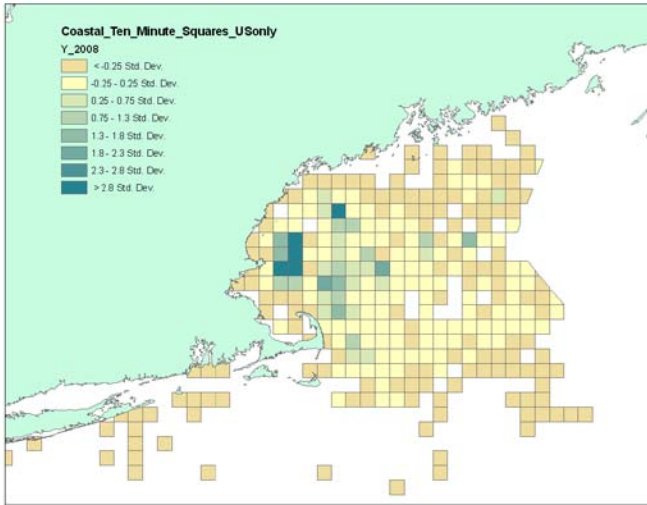 Coastal_Ten_Minute_Squares_USonly
Y_2008
< -0.25 Std. Dev.
-0.25 - 0.25 Std. Dev.
0.25 - 0.75 Std. Dev.
0.75 - 1.3 Std. Dev.
1.3 - 1.8 Std. Dev.
1.8 - 2.3 Std. Dev.
2.3 - 2.8 Std. Dev.
> 2.8 Std. Dev.